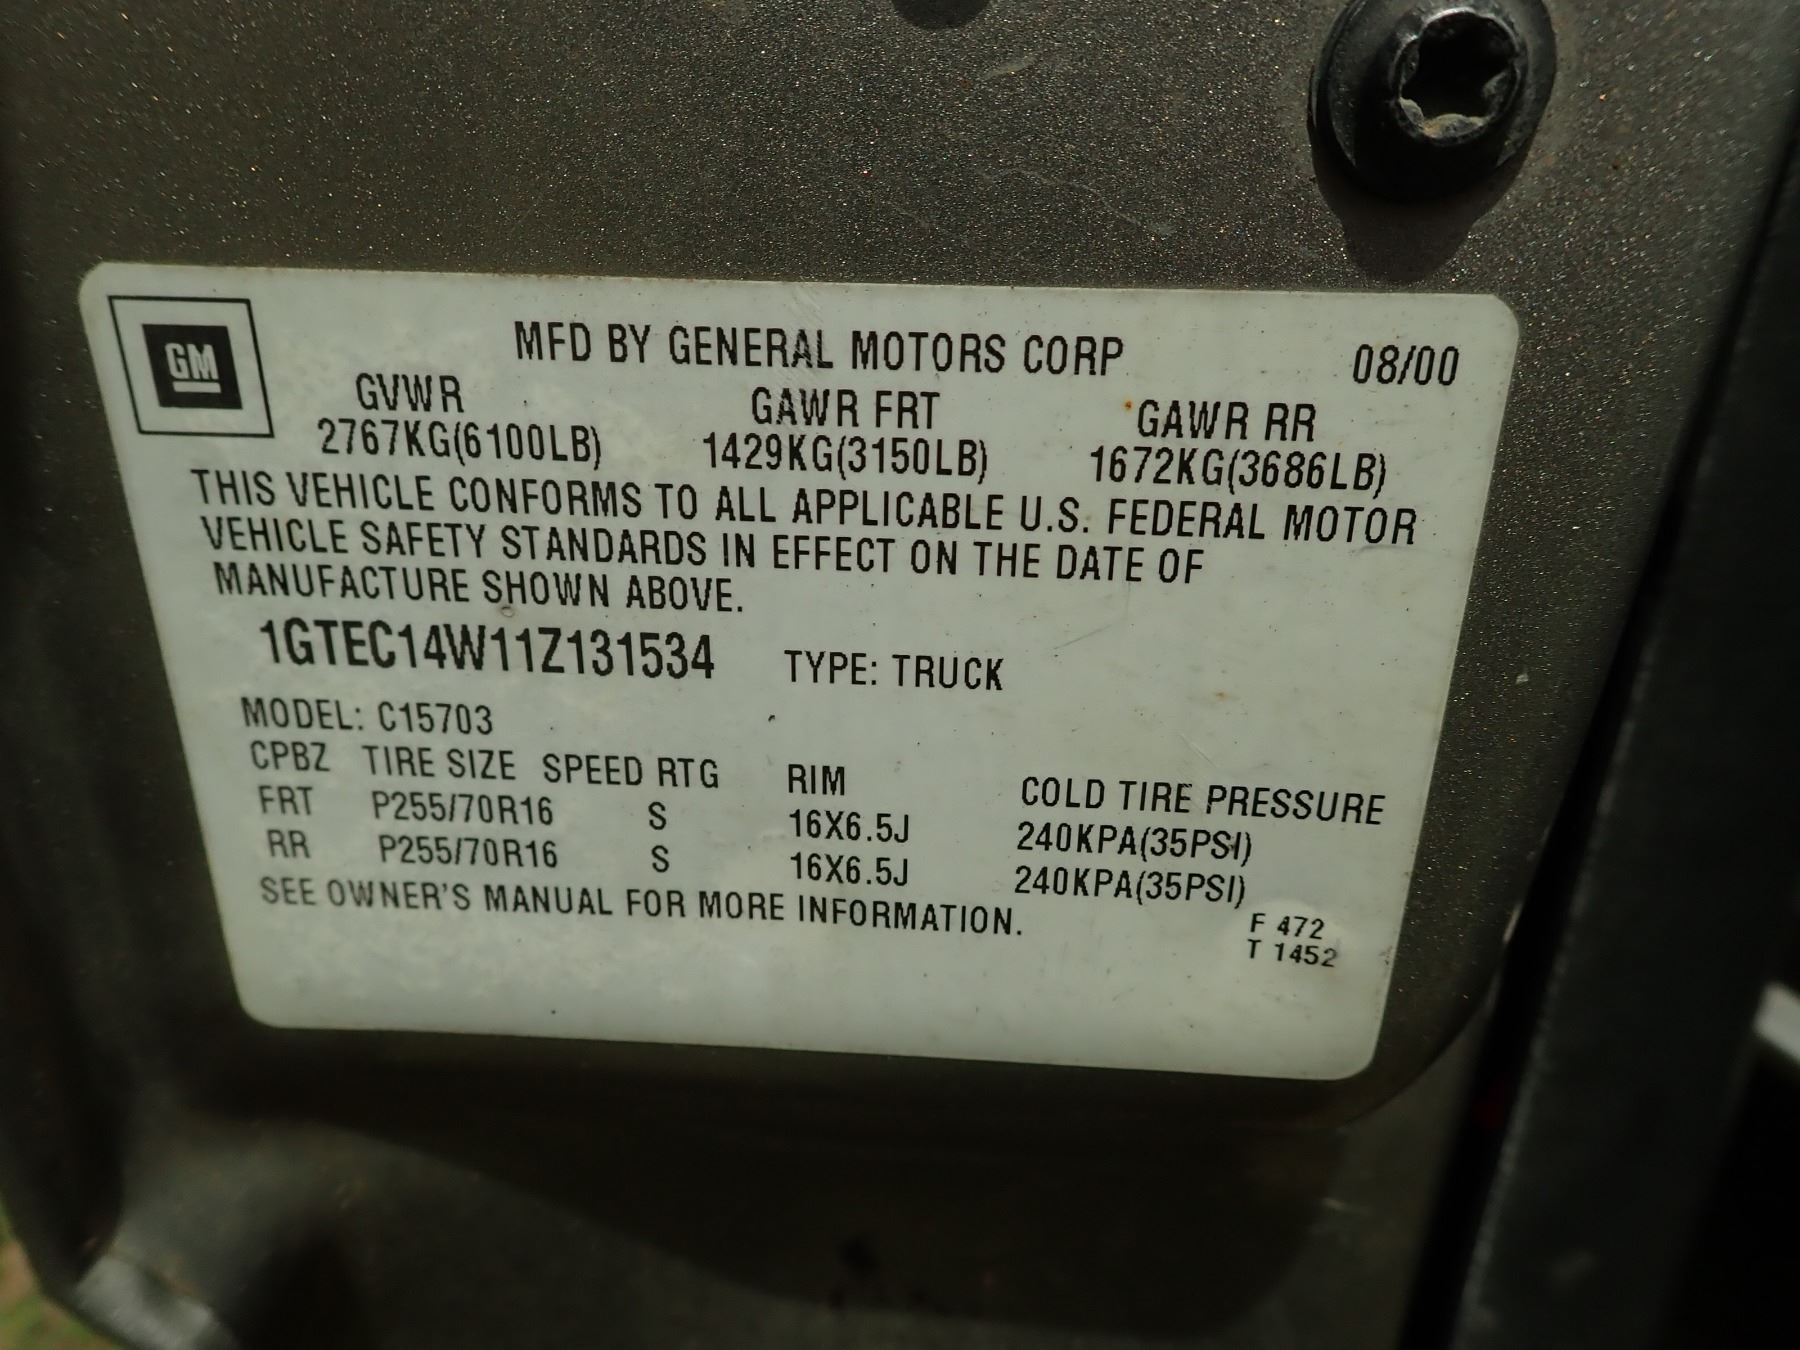 GM
MFD BY GENERAL MOTORS CORP 08/00
GVWR GAWR FRT GAWR RR
2767KG(6100LB) 1429KG(3150LB) 1672KG(3686LB)
THIS VEHICLE CONFORMS TO ALL APPLICABLE U.S. FEDERAL MOTOR
VEHICLE SAFETY STANDARDS IN EFFECT ON THE DATE OF
MANUFACTURE SHOWN ABOVE.
1GTEC14W11Z131534 TYPE: TRUCK
MODEL: C15703
CPBZ TIRE SIZE SPEED RTG RIM COLD TIRE PRESSURE
FRT P255/70R16 S 16X6.5J 240KPA(35PSI)
RR P255/70R16 S 16X6.5J 240KPA(35PSI)
SEE OWNER'S MANUAL FOR MORE INFORMATION.
F 472
T 1452